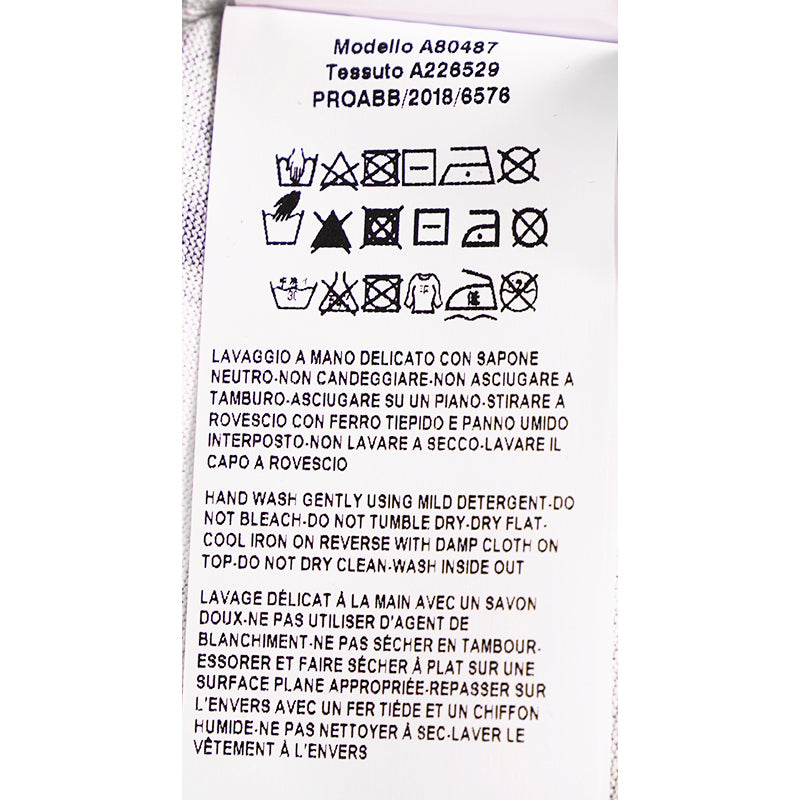 Modello A80487
Tessuto A226529
PROABB/2018/6576
30
LAVAGGIO A MANO DELICATO CON SAPONE
NEUTRO-NON CANDEGGIARE-NON ASCIUGARE A
TAMBURO-ASCIUGARE SU UN PIANO-STIRARE A
ROVESCIO CON FERRO TIEPIDO E PANNO UMIDO
INTERPOSTO-NON LAVARE A SECCO-LAVARE IL
CAPO A ROVESCIO
HAND WASH GENTLY USING MILD DETERGENT-DO
NOT BLEACH-DO NOT TUMBLE DRY-DRY FLAT-
COOL IRON ON REVERSE WITH DAMP CLOTH ON
TOP-DO NOT DRY CLEAN-WASH INSIDE OUT
LAVAGE DÉLICAT À LA MAIN AVEC UN SAVON
DOUX-NE PAS UTILISER D'AGENT DE
BLANCHIMENT-NE PAS SÉCHER EN TAMBOUR-
ESSORER ET FAIRE SÉCHER À PLAT SUR UNE
SURFACE PLANE APPROPRIÉE-REPASSER SUR
L'ENVERS AVEC UN FER TIÉDE ET UN CHIFFON
HUMIDE-NE PAS NETTOYER À SEC-LAVER LE
VÊTEMENT À L'ENVERS